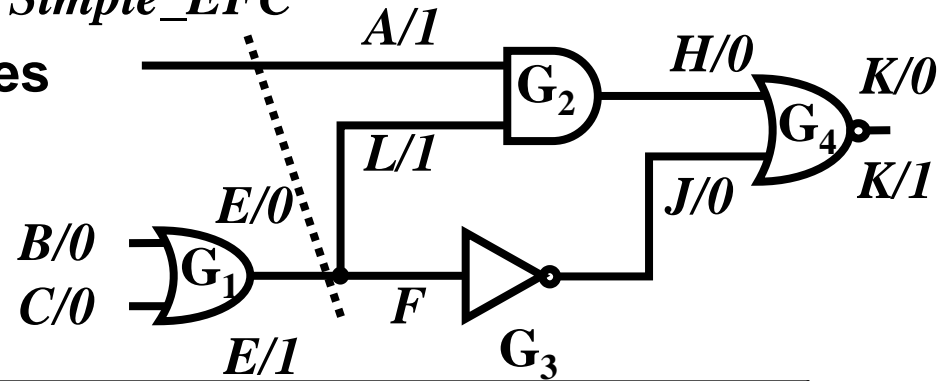 Simple_EFC
A/1
es
G2
H/0
K/0
G4
L/1
K/1
J/0
E/0
B/0
G1
C/0
F
G3
E/1